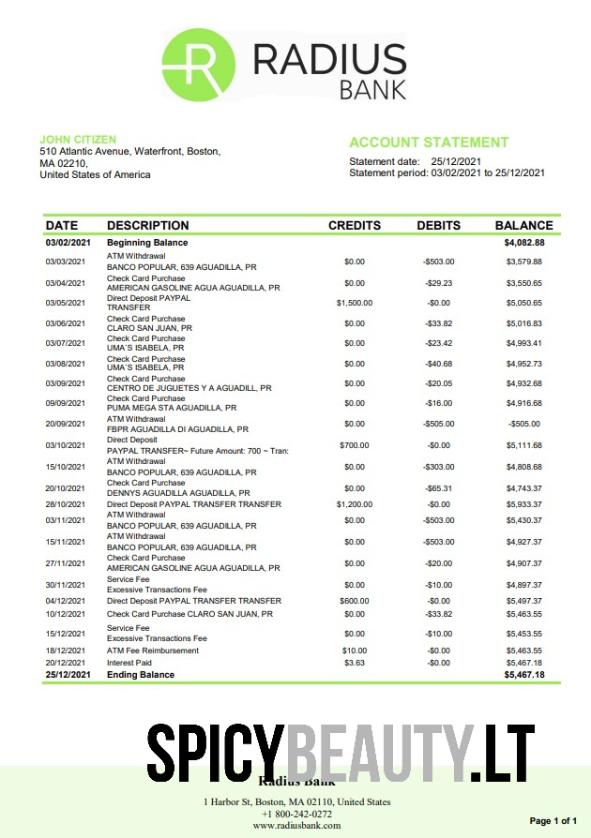 R RADIUS
BANK
JOHN CITIZEN
510 Atlantic Avenue, Waterfront, Boston,
MA 02210,
United States of America
ACCOUNT STATEMENT
Statement date: 25/12/2021
Statement period: 03/02/2021 to 25/12/2021
DATE DESCRIPTION CREDITS DEBITS BALANCE
03/02/2021 Beginning Balance $4,082.88
ATM Withdrawal
03/03/2021 BANCO POPULAR, 639 AGUADILLA, PR $0.00 -$503.00 $3,579.88
Check Card Purchase
03/04/2021 AMERICAN GASOLINE AGUA AGUADILLA, PR $0.00 -$29.23 $3,550.65
Direct Deposit PAYPAL
03/05/2021 TRANSFER $1,500.00 -$0.00 $5,050.65
Check Card Purchase
03/06/2021 CLARO SAN JUAN, PR $0.00 -$33.82 $5,016.83
Check Card Purchase
03/07/2021 UMA'S ISABELA, PR $0.00 -$23.42 $4,993.41
Check Card Purchase
03/08/2021 UMA'S ISABELA, PR $0.00 -$40.68 $4,952.73
Check Card Purchase
03/09/2021 CENTRO DE JUGUETES Y A AGUADILL, PR $0.00 -$20.05 $4,932.68
Check Card Purchase
09/09/2021 PUMA MEGA STA AGUADILLA, PR $0.00 -$16.00 $4,916.68
ATM Withdrawal
20/09/2021 FBPR AGUADILLA DI AGUADILLA, PR $0.00 -$505.00 -$505.00
Direct Deposit
03/10/2021 PAYPAL TRANSFER~ Future Amount: 700 ~ Tran: $700.00 -$0.00 $5,111.68
ATM Withdrawal
15/10/2021 BANCO POPULAR, 639 AGUADILLA, PR $0.00 -$303.00 $4,808.68
Check Card Purchase
20/10/2021 DENNYS AGUADILLA AGUADILLA, PR $0.00 -$65.31 $4,743.37
28/10/2021 Direct Deposit PAYPAL TRANSFER TRANSFER $1,200.00 -$0.00 $5,933.37
ATM Withdrawal
03/11/2021 BANCO POPULAR, 639 AGUADILLA, PR $0.00 -$503.00 $5,430.37
ATM Withdrawal
15/11/2021 BANCO POPULAR, 639 AGUADILLA, PR $0.00 -$503.00 $4,927.37
Check Card Purchase
27/11/2021 AMERICAN GASOLINE AGUA AGUADILLA, PR $0.00 -$20.00 $4,907.37
Service Fee
30/11/2021 Excessive Transactions Fee $0.00 -$10.00 $4,897.37
04/12/2021 Direct Deposit PAYPAL TRANSFER TRANSFER $600.00 -$0.00 $5,497.37
10/12/2021 Check Card Purchase CLARO SAN JUAN, PR $0.00 -$33.82 $5,463.55
Service Fee
15/12/2021 Excessive Transactions Fee $0.00 -$10.00 $5,453.55
18/12/2021 ATM Fee Reimbursement $10.00 -$0.00 $5,463.55
20/12/2021 Interest Paid $3.63 -$0.00 $5,467.18
25/12/2021 Ending Balance $5,467.18
SPICYBEAUTY.LT
Radius Bank
1 Harbor St, Boston, MA 02110, United States
+1 800-242-0272
www.radiusbank.com
Page 1 of 1